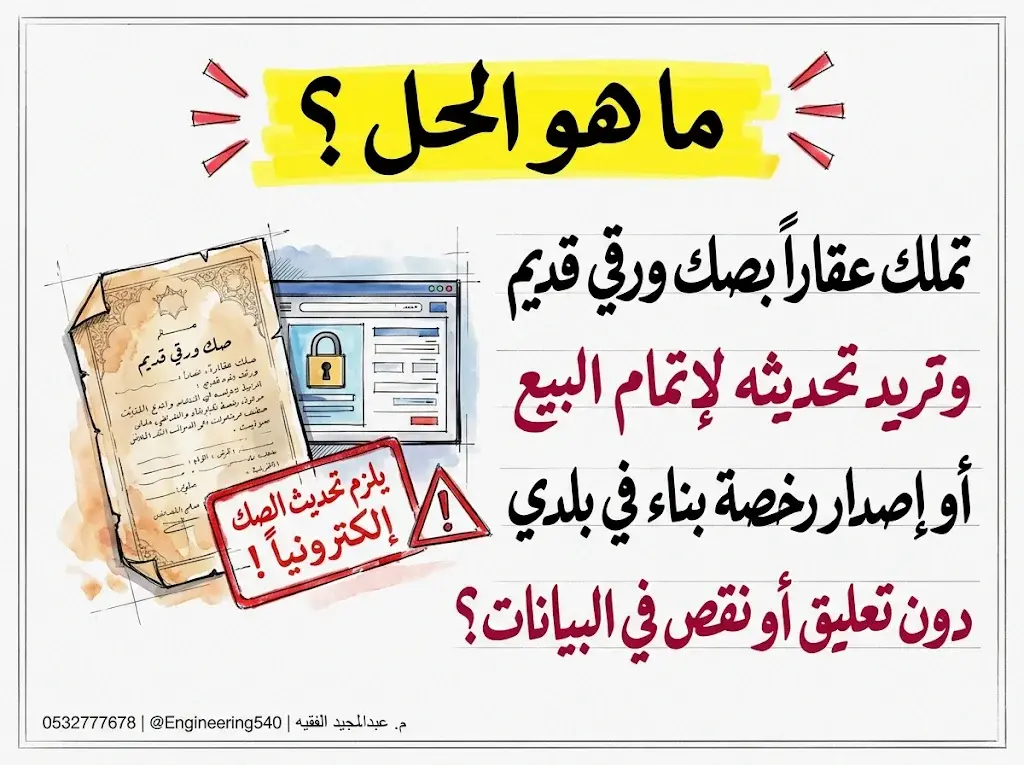 ما هو الحل ؟
تملك عقاراً بصك ورقي قديم
وتريد تحديثه لإتمام البيع
أو إصدار رخصة بناء في بلدي
دون تعليق أو نقص في البيانات؟
صك ورقي قديم
يلزم تحديث الصك
إلكترونياً !
م. عبدالمجيد الفقيه | @Engineering540 | 0532777678